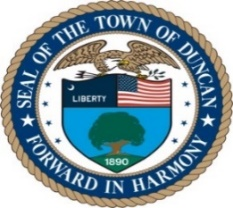 SEAL OF THE TOWN OF DUNCAN
LIBERTY
1890
FORWARD IN HARMONY